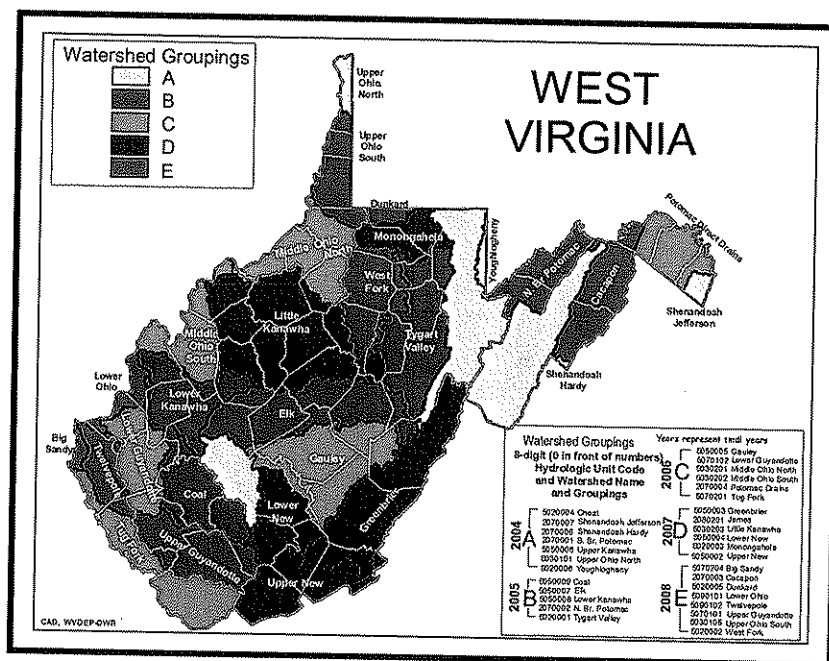 Watershed Groupings
A
B
C
D
E
WEST
VIRGINIA
Upper
Ohio
North
Upper
Ohio
South
Dunkard
Monongahela
Youghiogheny
Middle Ohio
North
West
Fork
N. Br. Potomac
Cacapon
Potomac Direct Drains
Shenandoah
Jefferson
Little
Kanawha
Tygart
Valley
Middle
Ohio
South
Shenandoah
Hardy
Lower
Ohio
Lower
Kanawha
Elk
Big
Sandy
Twelvepole
Lower Guyandotte
Gauley
Coal
Lower
New
Greenbrier
Tug Fork
Upper Guyandotte
Upper New
Watershed Groupings
8-digit (0 in front of numbers)
Hydrologic Unit Code
and Watershed Name
and Groupings
Years represent tmdl years
2004
A
5020004 Cheat
2070007 Shenandoah Jefferson
Shenandoah Hardy
2070001 S. Br. Potomac
5050006 Upper Kanawha
5030101 Upper Ohio North
5020006 Youghiogheny
2005
B
5050009 Coal
5050007 Elk
5050008 Lower Kanawha
2070002 N. Br. Potomac
5020001 Tygart Valley
2006
C
5050005 Gauley
5070102 Lower Guyandotte
5030201 Middle Ohio North
5030202 Middle Ohio South
2070004 Potomac Drains
5070201 Tug Fork
2007
D
5050003 Greenbrier
2080201 James
5030203 Little Kanawha
5050004 Lower New
5020003 Monongahela
5050002 Upper New
2008
E
5070204 Big Sandy
2070003 Cacapon
5020005 Dunkard
5090101 Lower Ohio
5090102 Twelvepole
5070101 Upper Guyandotte
5030106 Upper Ohio South
5020002 West Fork
CAD, WVDEP-OWR